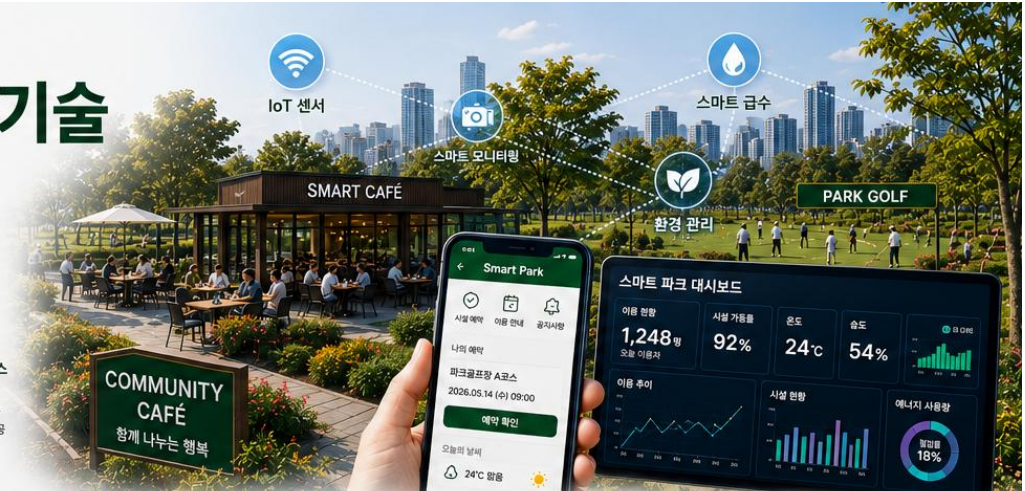 기술
IoT 센서
스마트 모니터링
스마트 급수
환경 관리
SMART CAFÉ
PARK GOLF
COMMUNITY
CAFÉ
함께 나누는 행복
Smart Park
시설 예약
이용 안내
공지사항
나의 예약
파크골프장 A코스
2026.05.14 (수) 09:00
예약 확인
오늘의 날씨
24°C 맑음
스마트 파크 대시보드
이용 현황
1,248명
오늘 이용자
시설 가동률
92%
온도
24°C
습도
54%
이용 추이
시설 현황
에너지 사용량
절감률
18%